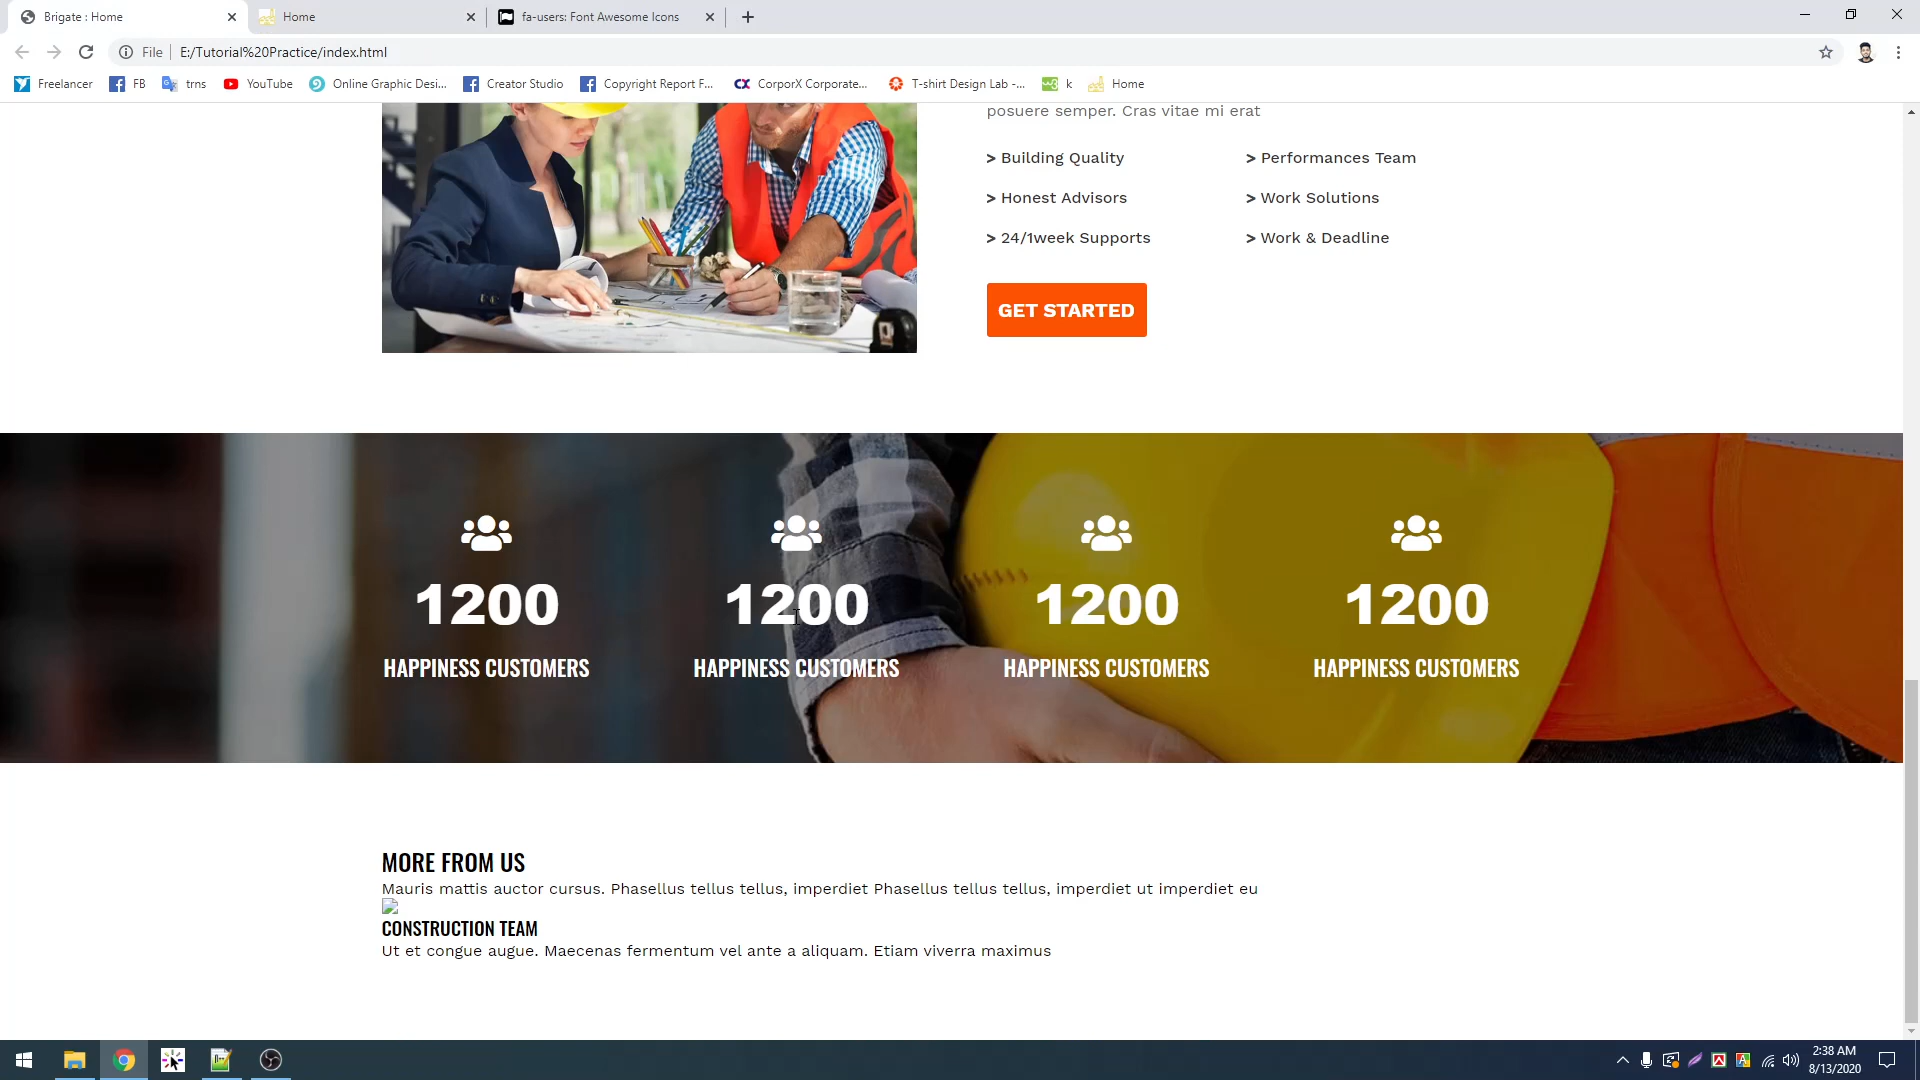 Brigate : Home
Home
fa-users: Font Awesome Icons
File
E:/Tutorial%20Practice/index.html
Freelancer
FB
trns
YouTube
Online Graphic Desi...
Creator Studio
Copyright Report F...
CX CorporX Corporate...
T-shirt Design Lab -...
k
Home
posuere semper. Cras vitae mi erat
> Building Quality
> Performances Team
> Honest Advisors
> Work Solutions
> 24/1week Supports
> Work & Deadline
GET STARTED
1200
1200
1200
1200
HAPPINESS CUSTOMERS
HAPPINESS CUSTOMERS
HAPPINESS CUSTOMERS
HAPPINESS CUSTOMERS
MORE FROM US
Mauris mattis auctor cursus. Phasellus tellus tellus, imperdiet Phasellus tellus tellus, imperdiet ut imperdiet eu
CONSTRUCTION TEAM
Ut et congue augue. Maecenas fermentum vel ante a aliquam. Etiam viverra maximus
2:38 AM
8/13/2020